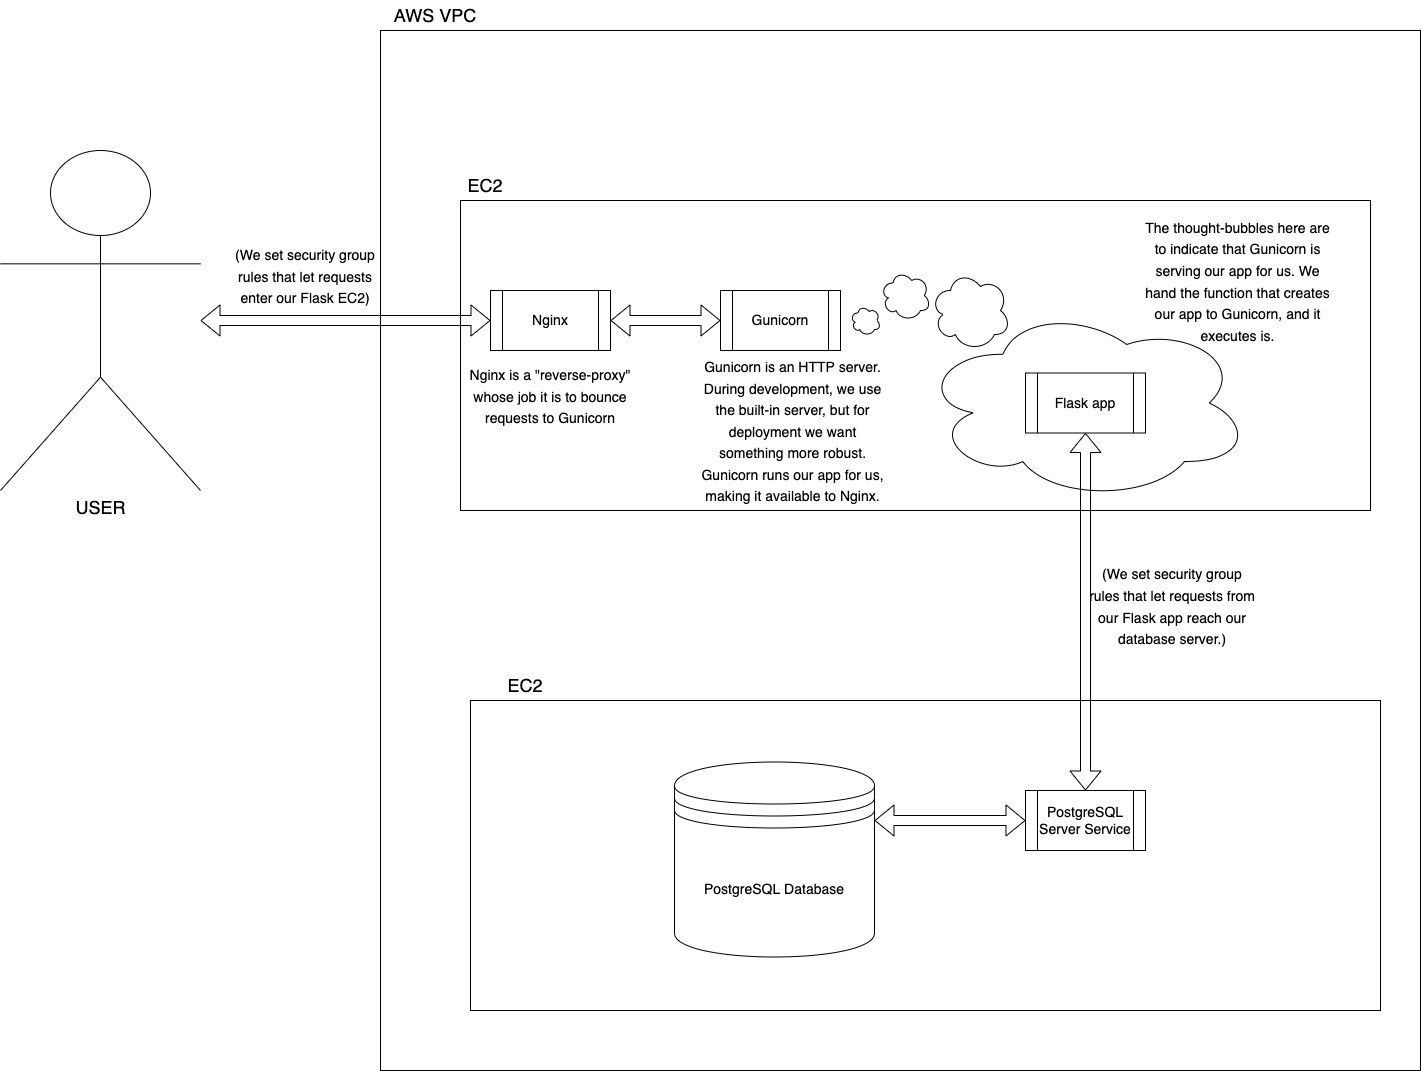 AWS VPC
EC2
(We set security group
rules that let requests
enter our Flask EC2)
Nginx
Nginx is a "reverse-proxy"
whose job it is to bounce
requests to Gunicorn
Gunicorn
Gunicorn is an HTTP server.
During development, we use
the built-in server, but for
deployment we want
something more robust.
Gunicorn runs our app for us,
making it available to Nginx.
The thought-bubbles here are
to indicate that Gunicorn is
serving our app for us. We
hand the function that creates
our app to Gunicorn, and it
executes is.
Flask app
USER
(We set security group
rules that let requests from
our Flask app reach our
database server.)
EC2
PostgreSQL
Server Service
PostgreSQL Database